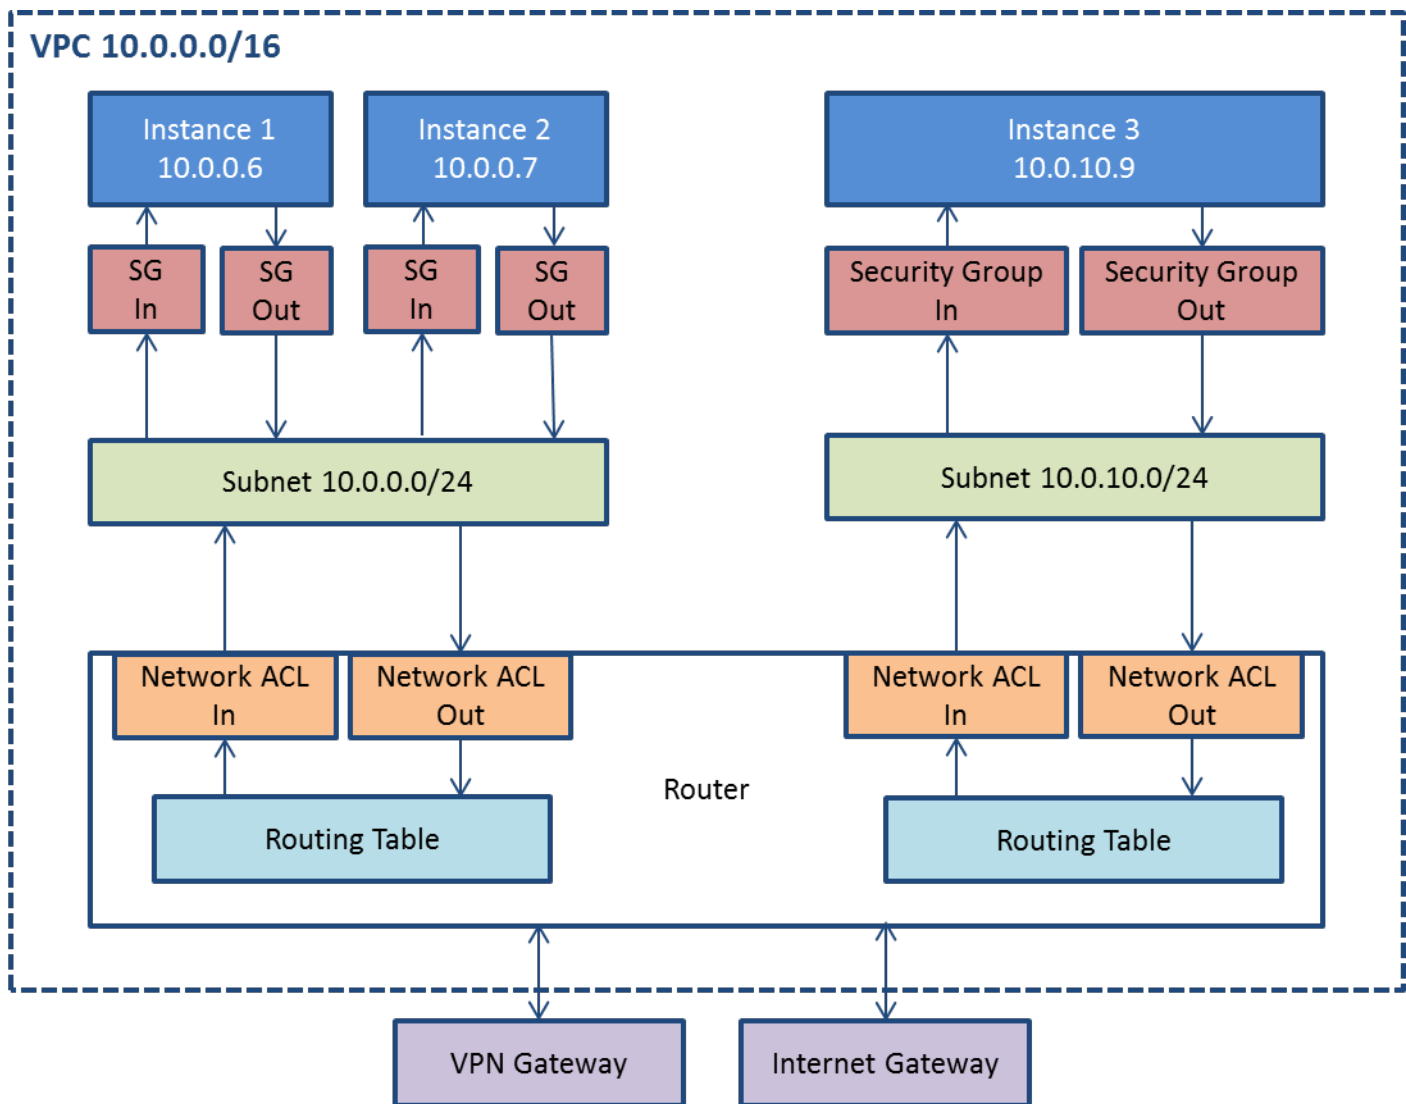 VPC 10.0.0.0/16
Instance 1
10.0.0.6
Instance 2
10.0.0.7
Instance 3
10.0.10.9
SG
In
SG
Out
SG
In
SG
Out
Security Group
In
Security Group
Out
Subnet 10.0.0.0/24
Subnet 10.0.10.0/24
Network ACL
In
Network ACL
Out
Network ACL
In
Network ACL
Out
Router
Routing Table
Routing Table
VPN Gateway
Internet Gateway